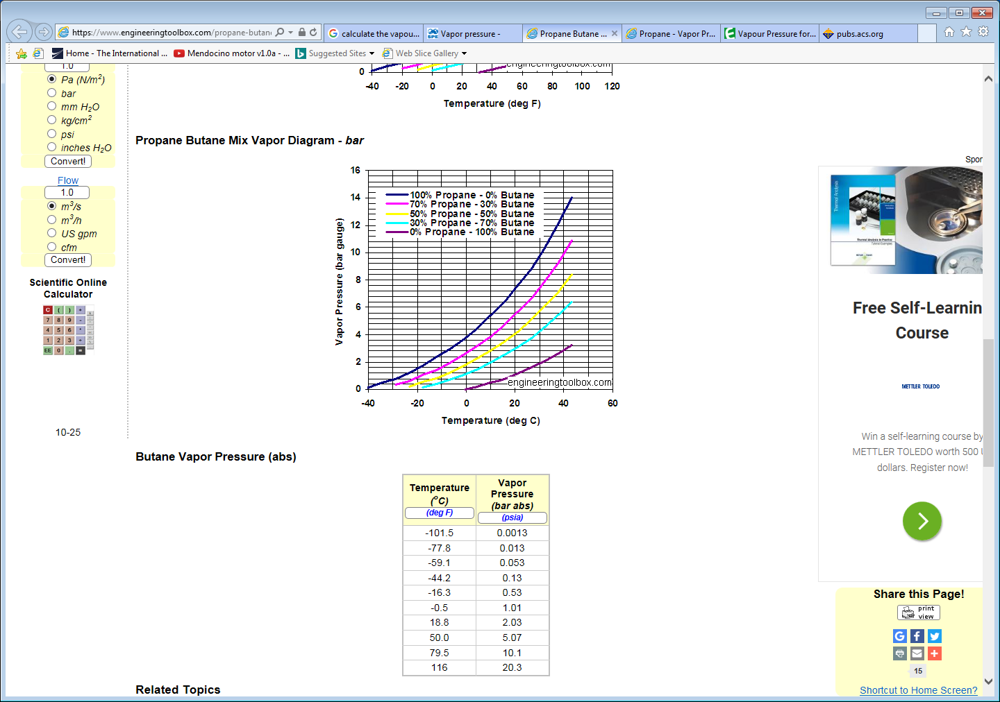 https://www.engineeringtoolbox.com/propane-butan
calculate the vapou...
Vapor pressure -
Propane Butane ...
Propane - Vapor Pr...
Vapour Pressure for...
pubs.acs.org
Home - The International ...
Mendocino motor v1.0a - ...
Suggested Sites
Web Slice Gallery
1.0
Pa (N/m²)
bar
mm H₂O
kg/cm²
psi
inches H₂O
Convert!
Flow
1.0
m³/s
m³/h
US gpm
cfm
Convert!
Scientific Online
Calculator
C ( ) +
7 8 9 -
4 5 6 *
1 2 3 ÷
EE 0 . =
10-25
0
engineeringtoolbox.com
-40 -20 0 20 40 60 80 100 120
Temperature (deg F)
Propane Butane Mix Vapor Diagram - bar
16
14
12
10
8
6
4
2
0
Vapor Pressure (bar gauge)
100% Propane - 0% Butane
70% Propane - 30% Butane
50% Propane - 50% Butane
30% Propane - 70% Butane
0% Propane - 100% Butane
engineeringtoolbox.com
-40 -20 0 20 40 60
Temperature (deg C)
Butane Vapor Pressure (abs)
Temperature
(°C)
(deg F)
Vapor
Pressure
(bar abs)
(psia)
-101.5 0.0013
-77.8 0.013
-59.1 0.053
-44.2 0.13
-16.3 0.53
-0.5 1.01
18.8 2.03
50.0 5.07
79.5 10.1
116 20.3
Related Topics
Spor
Thermal Analysis
Thermal Analysis in Practice
Tutorial Examples
Free Self-Learnin
Course
METTLER TOLEDO
Win a self-learning course by
METTLER TOLEDO worth 500
dollars. Register now!
Share this Page!
print
view
15
Shortcut to Home Screen?